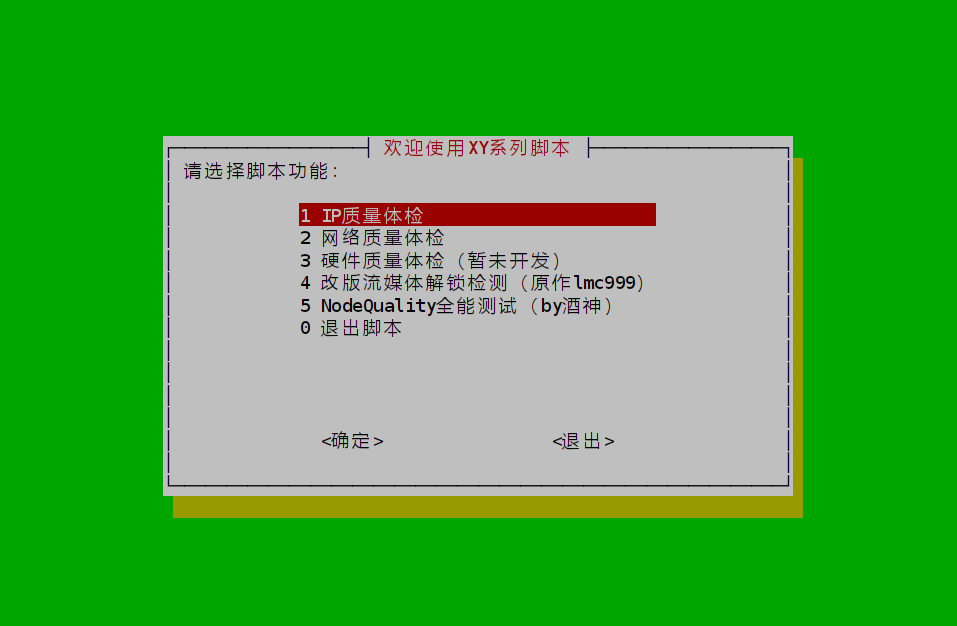 欢迎使用XY系列脚本
请选择脚本功能:
1 IP质量体检
2 网络质量体检
3 硬件质量体检（暂未开发）
4 改版流媒体解锁检测（原作lmc999）
5 NodeQuality全能测试（by酒神）
0 退出脚本
<确定> <退出>